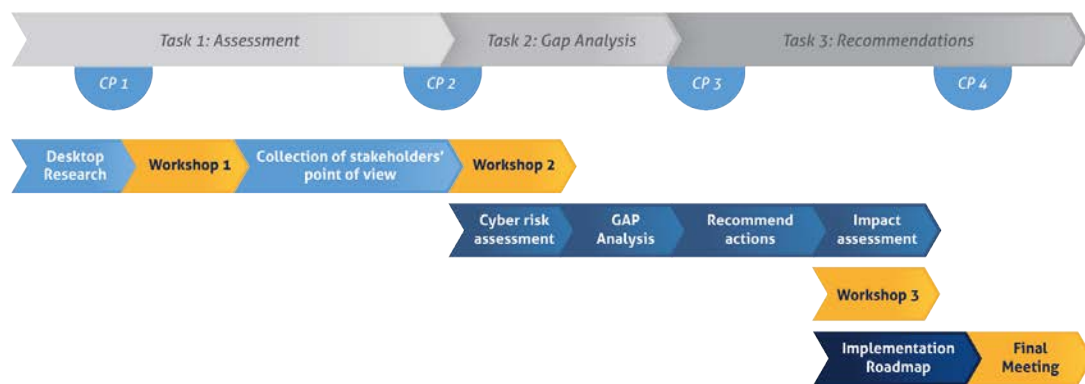 Task 1: Assessment
Task 2: Gap Analysis
Task 3: Recommendations
CP 1
CP 2
CP 3
CP 4
Desktop
Research
Workshop 1
Collection of stakeholders'
point of view
Workshop 2
Cyber risk
assessment
GAP
Analysis
Recommend
actions
Impact
assessment
Workshop 3
Implementation
Roadmap
Final
Meeting